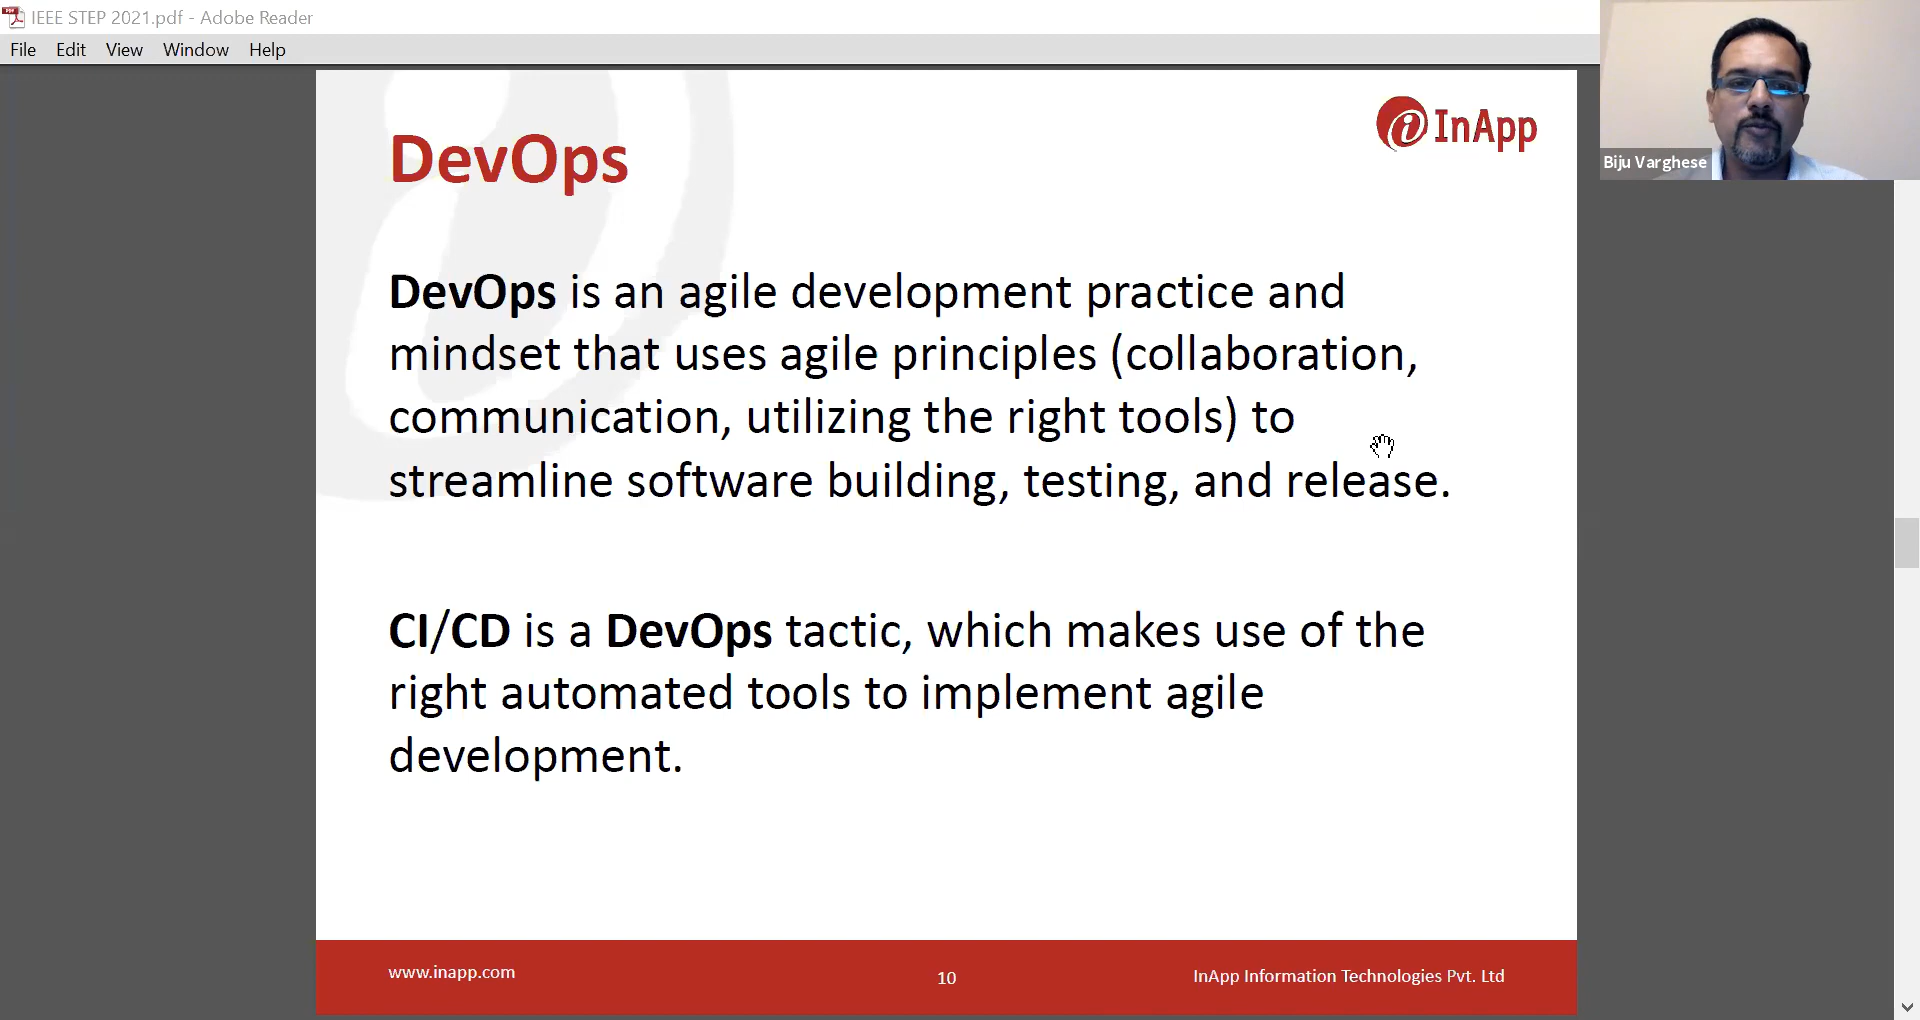 IEEE STEP 2021.pdf - Adobe Reader
File Edit View Window Help
InApp
Biju Varghese
DevOps
DevOps is an agile development practice and
mindset that uses agile principles (collaboration,
communication, utilizing the right tools) to
streamline software building, testing, and release.
CI/CD is a DevOps tactic, which makes use of the
right automated tools to implement agile
development.
www.inapp.com
10
InApp Information Technologies Pvt. Ltd